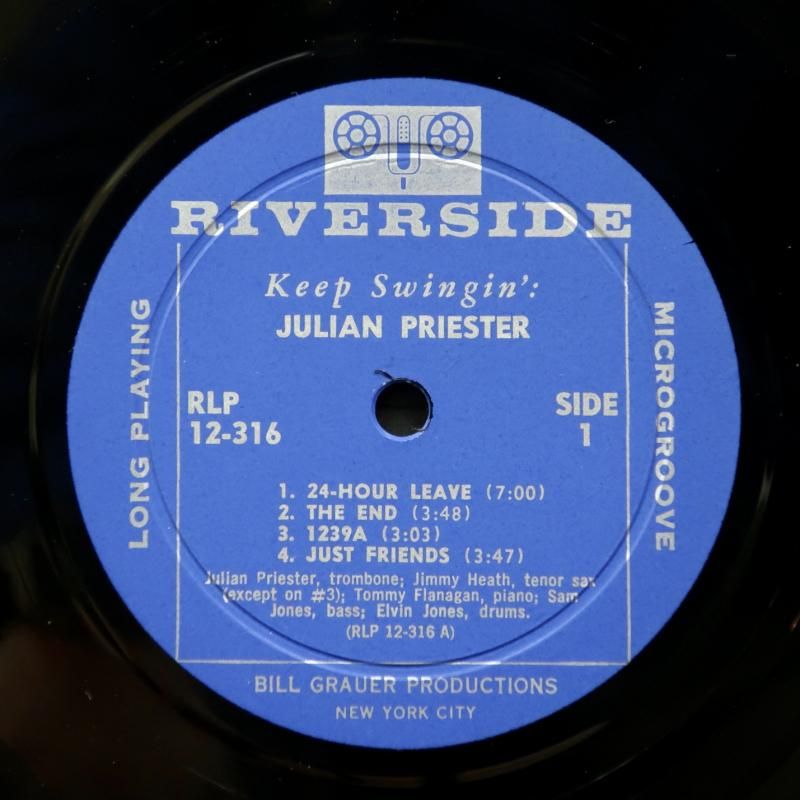 RIVERSIDE
Keep Swingin':
JULIAN PRIESTER
LONG PLAYING
MICROGROOVE
RLP
12-316
SIDE
1
1. 24-HOUR LEAVE (7:00)
2. THE END (3:48)
3. 1239A (3:03)
4. JUST FRIENDS (3:47)
Julian Priester, trombone; Jimmy Heath, tenor sax
(except on #3); Tommy Flanagan, piano; Sam
Jones, bass; Elvin Jones, drums.
(RLP 12-316 A)
BILL GRAUER PRODUCTIONS
NEW YORK CITY